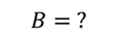 B = ?